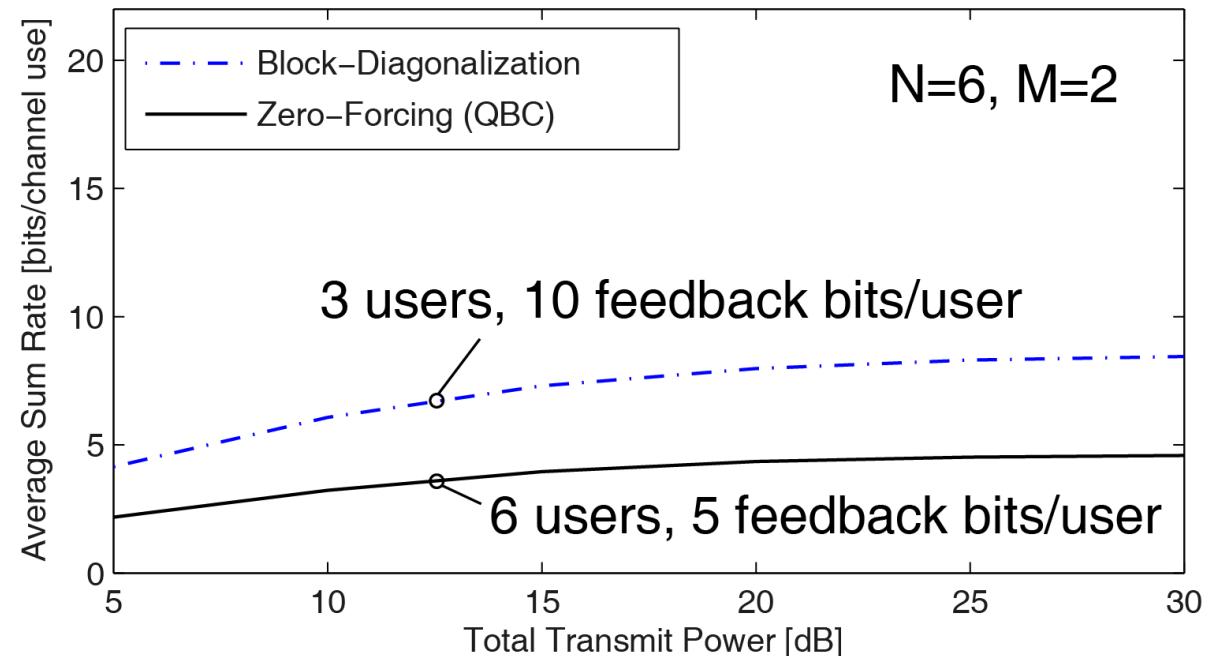 Block−Diagonalization
Zero−Forcing (QBC)
N=6, M=2
3 users, 10 feedback bits/user
6 users, 5 feedback bits/user
Average Sum Rate [bits/channel use]
20
15
10
5
0
5 10 15 20 25 30
Total Transmit Power [dB]